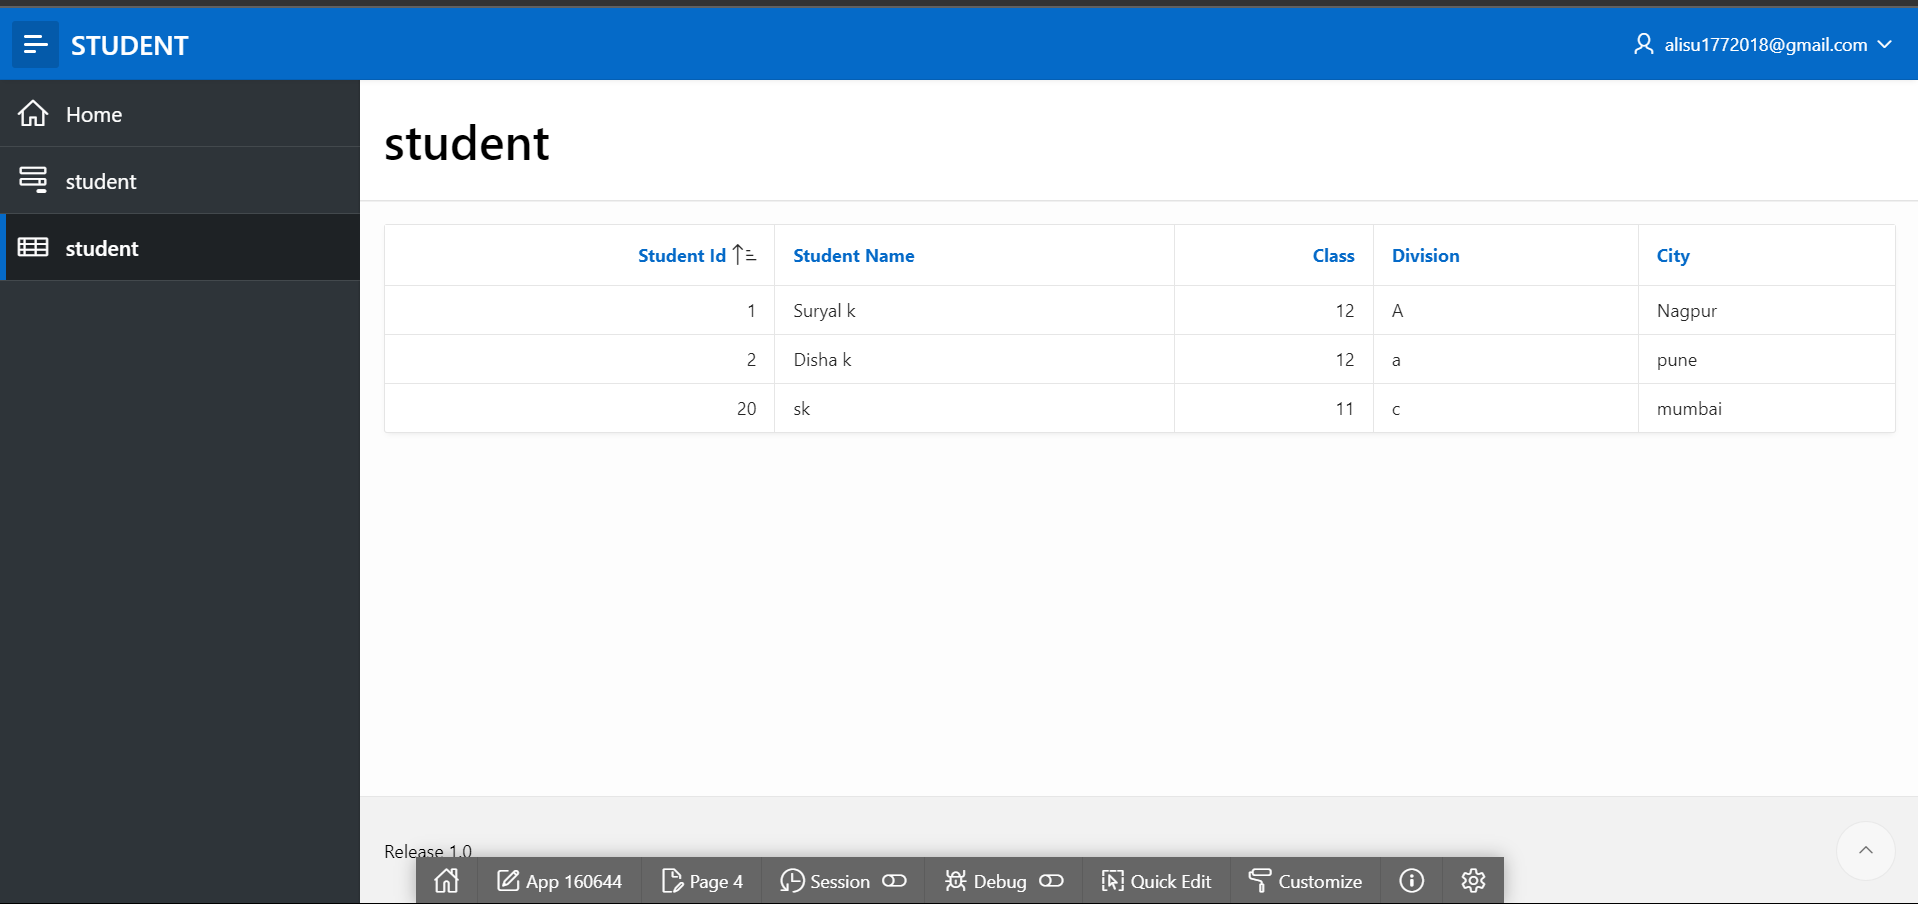 STUDENT
alisu1772018@gmail.com
Home
student
student
student
Student Id Student Name Class Division City
1 Suryal k 12 A Nagpur
2 Disha k 12 a pune
20 sk 11 c mumbai
Release 1.0
App 160644 Page 4 Session Debug Quick Edit Customize